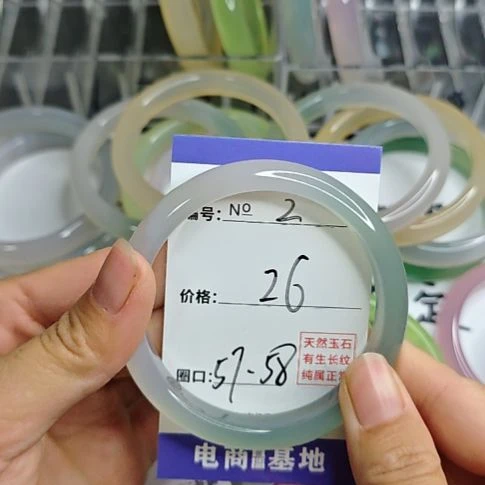 编号: Nº 2
价格: 26
圈口: 57-58
天然玉石
有生长纹
纯属正常
电商 基地